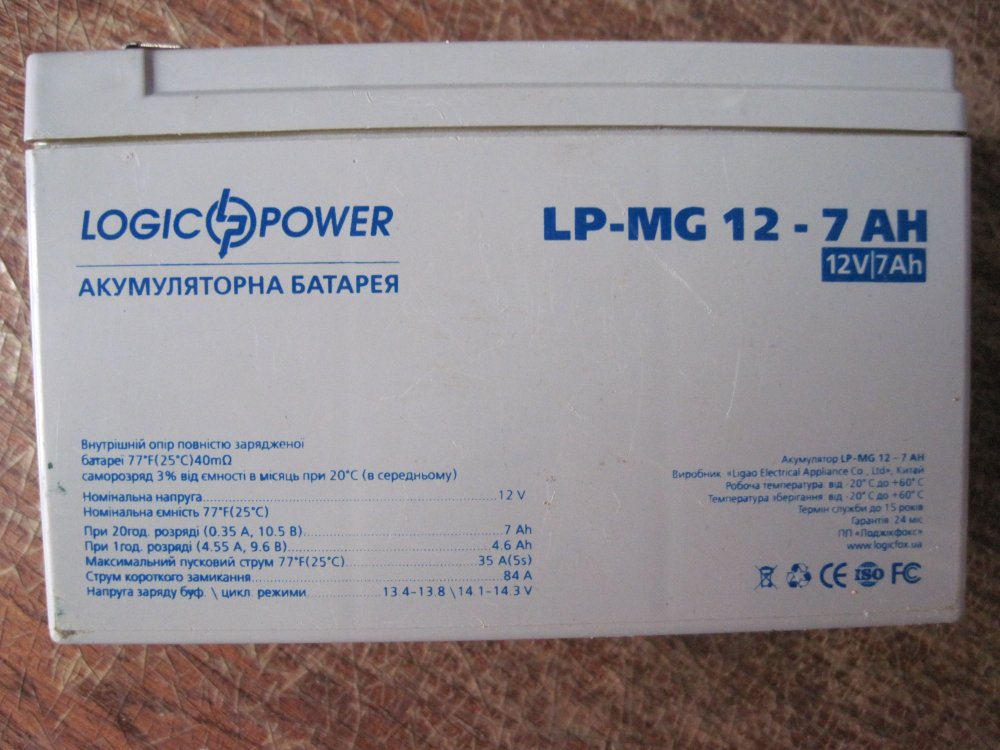 LOGIC POWER
АКУМУЛЯТОРНА БАТАРЕЯ
LP-MG 12 - 7 AH
12V|7Ah
Внутрішній опір повністю зарядженої
батареї 77°F(25°C)40mΩ
саморозряд 3% від ємності в місяць при 20°C (в середньому)
Номінальна напруга......12 V
Номінальна ємність 77°F(25°C)
При 20год. розряді (0.35 А, 10.5 В)......7 Ah
При 1год. розряді (4.55 А, 9.6 В)......4.6 Ah
Максимальний пусковий струм 77°F(25°C)......35 A(5s)
Струм короткого замикання......84 A
Напруга заряду буф. \ цикл. режими......13.4-13.8 \ 14.1-14.3 V
Акумулятор LP-MG 12 - 7 AH
Виробник «Ligao Electrical Appliance Co., Ltd», Китай
Робоча температура від -20° C до +60° C
Температура зберігання від -20° C до +60° C
Термін служби до 15 років
Гарантія 24 міс
ПП «Лоджікфокс»
www.logicfox.ua
CE ISO FC